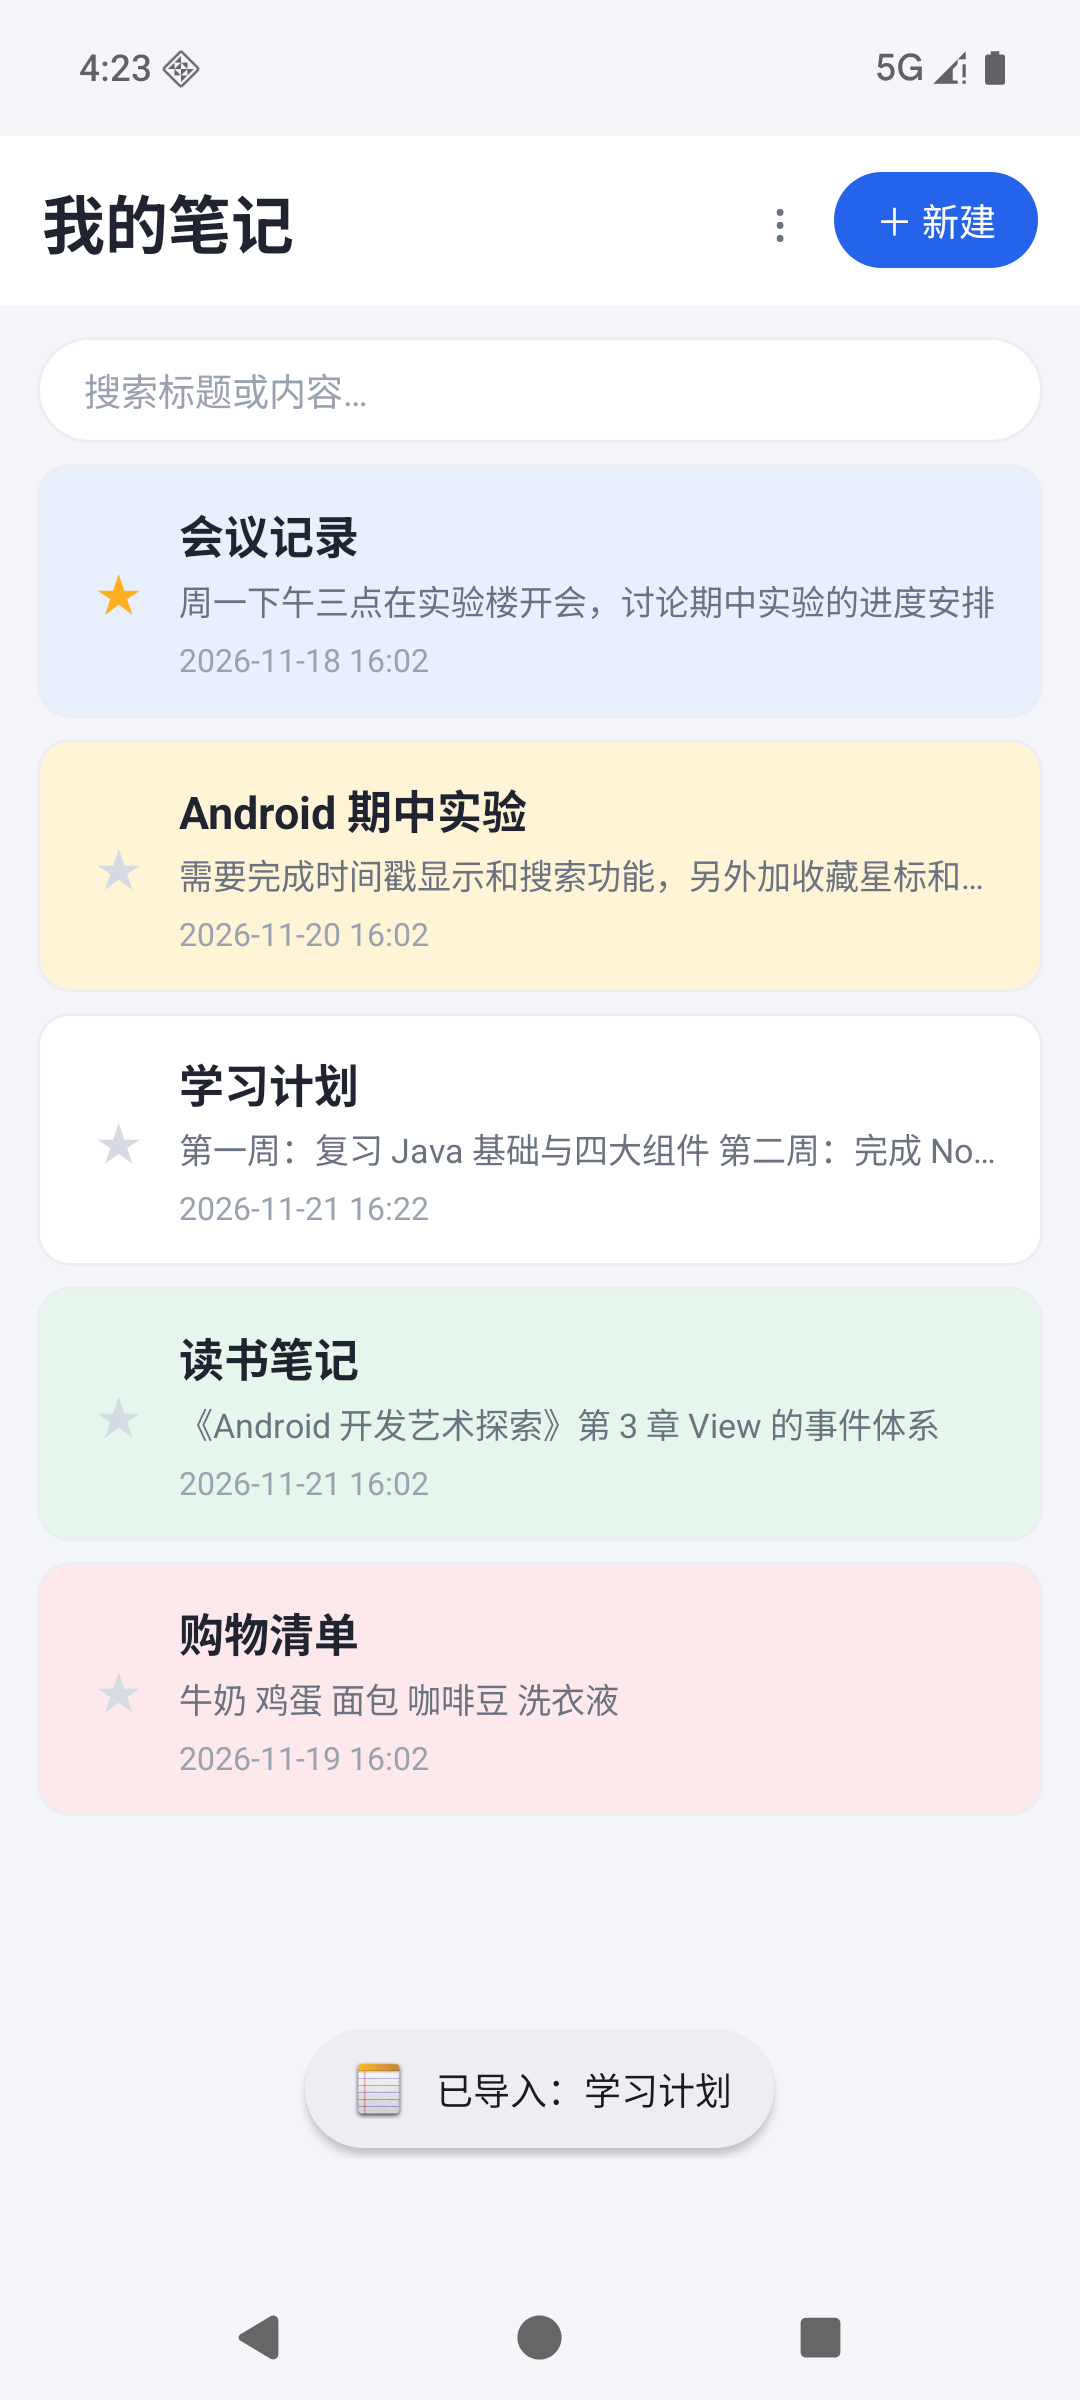 4:23
5G
我的笔记
＋ 新建
搜索标题或内容...
会议记录
周一下午三点在实验楼开会，讨论期中实验的进度安排
2026-11-18 16:02
Android 期中实验
需要完成时间戳显示和搜索功能，另外加收藏星标和...
2026-11-20 16:02
学习计划
第一周：复习 Java 基础与四大组件 第二周：完成 No...
2026-11-21 16:22
读书笔记
《Android 开发艺术探索》第 3 章 View 的事件体系
2026-11-21 16:02
购物清单
牛奶 鸡蛋 面包 咖啡豆 洗衣液
2026-11-19 16:02
已导入：学习计划